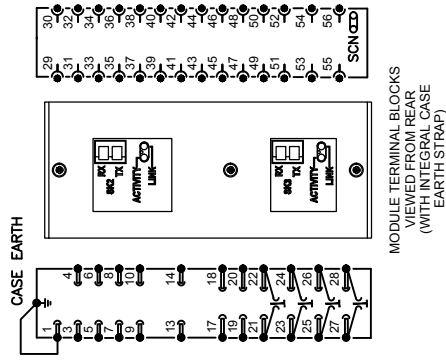 30 32 34 36 38 40 42 44 46 48 50 52 54 56
29 31 33 35 37 39 41 43 45 47 49 51 53 55
SCN
RX
SK2
TX
ACTIVITY
LINK
RX
SK3
TX
ACTIVITY
LINK
CASE EARTH
4 6 8 10 14 18 20 22 24 26 28
1 3 5 7 9 13 17 19 21 23 25 27
MODULE TERMINAL BLOCKS
VIEWED FROM REAR
(WITH INTEGRAL CASE
EARTH STRAP)